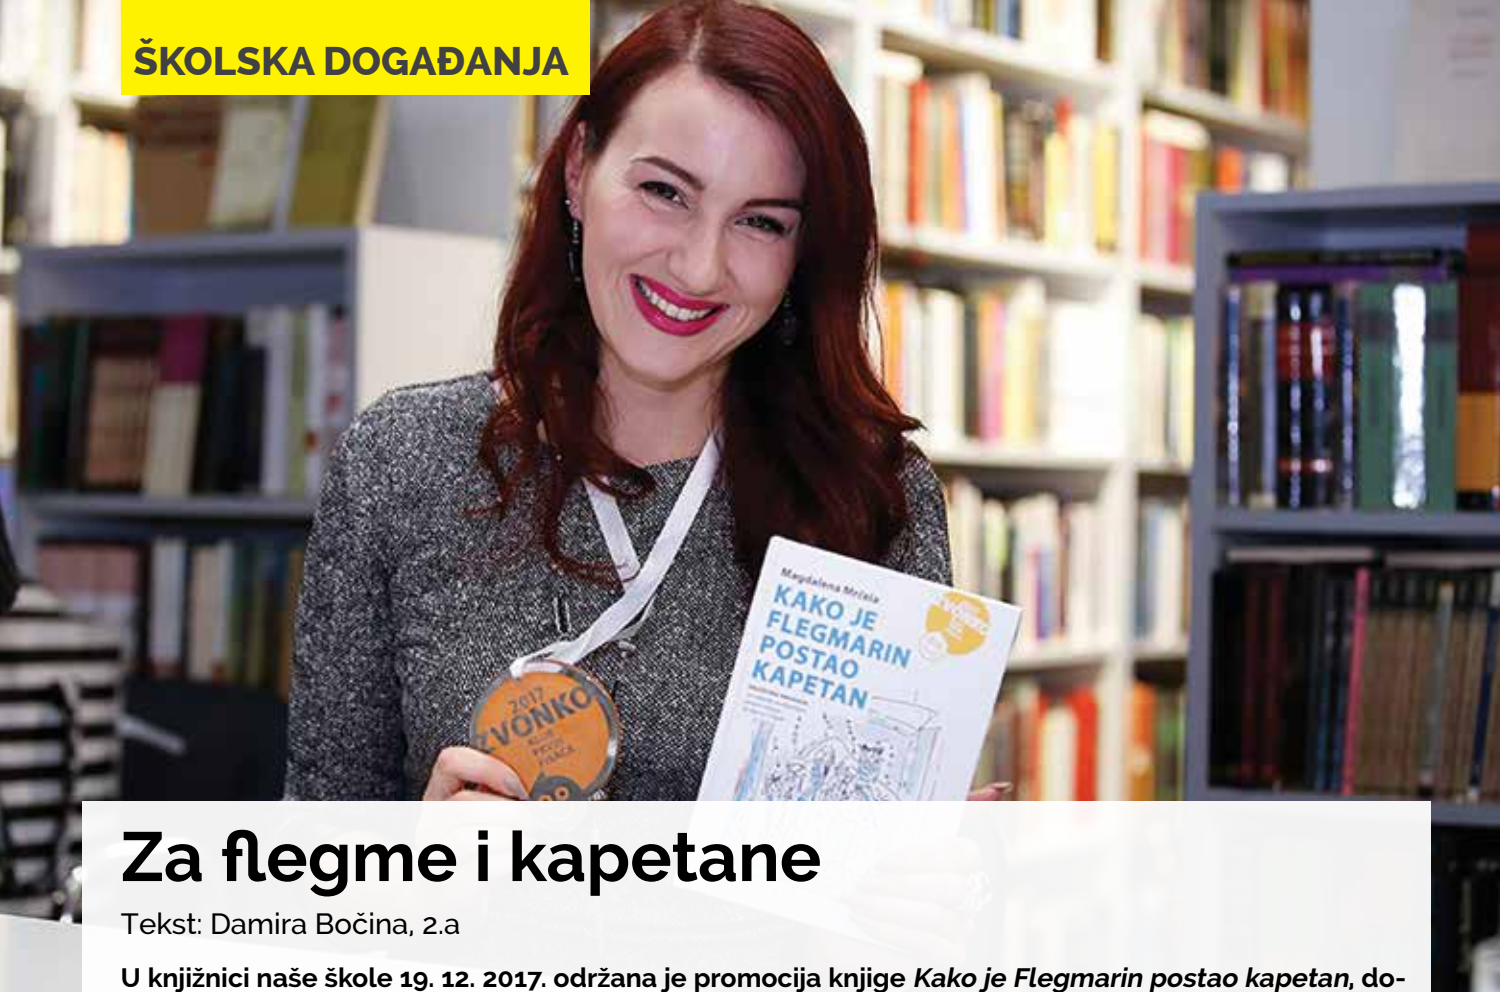 ŠKOLSKA DOGAĐANJA
Magdalena Mrčela
KAKO JE
FLEGMARIN
POSTAO
KAPETAN
2017
ZVONKO
Za flegme i kapetane
Tekst: Damira Bočina, 2.a
U knjižnici naše škole 19. 12. 2017. održana je promocija knjige Kako je Flegmarin postao kapetan, do-